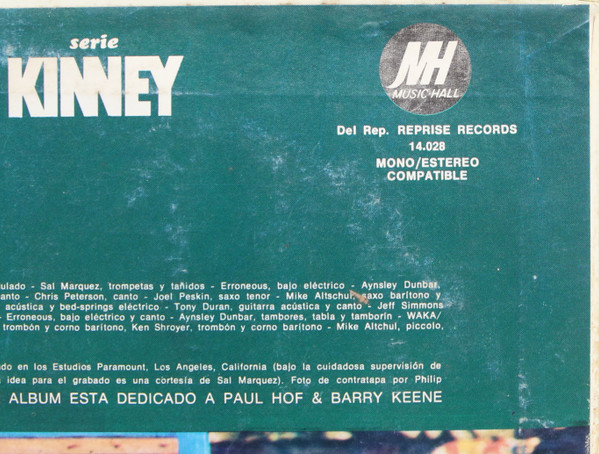 serie
KINNEY
MH
MUSIC HALL
Del Rep. REPRISE RECORDS
14.028
MONO/ESTEREO
COMPATIBLE
ulado - Sal Marquez, trompetas y tañidos - Erroneous, bajo eléctrico - Aynsley Dunbar,
anto - Chris Peterson, canto - Joel Peskin, saxo tenor - Mike Altschul, saxo barítono y
acústica y bed-springs eléctrico - Tony Duran, guitarra acústica y canto - Jeff Simmons
- Erroneous, bajo eléctrico y canto - Aynsley Dunbar, tambores, tabla y tamborín - WAKA/
trombón y corno barítono, Ken Shroyer, trombón y corno barítono - Mike Altchul, piccolo,
do en los Estudios Paramount, Los Angeles, California (bajo la cuidadosa supervisión de
idea para el grabado es una cortesía de Sal Marquez). Foto de contratapa por Philip
ALBUM ESTA DEDICADO A PAUL HOF & BARRY KEENE